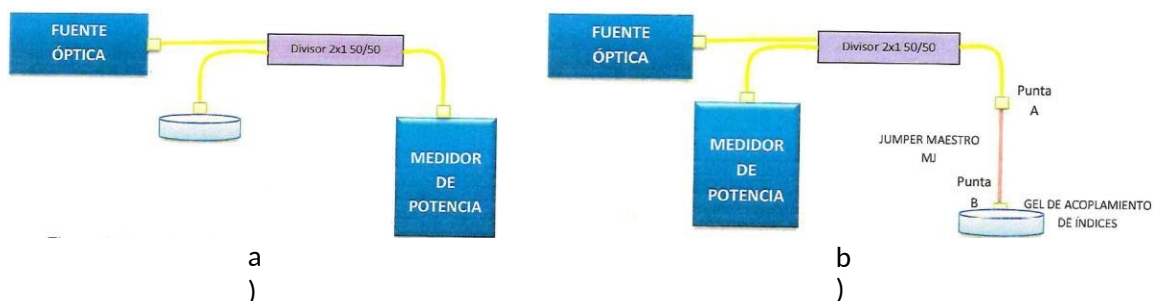 FUENTE
ÓPTICA
Divisor 2x1 50/50
MEDIDOR
DE
POTENCIA
a
)
FUENTE
ÓPTICA
Divisor 2x1 50/50
MEDIDOR
DE
POTENCIA
Punta
A
JUMPER MAESTRO
MJ
Punta
B
GEL DE ACOPLAMIENTO
DE ÍNDICES
b
)